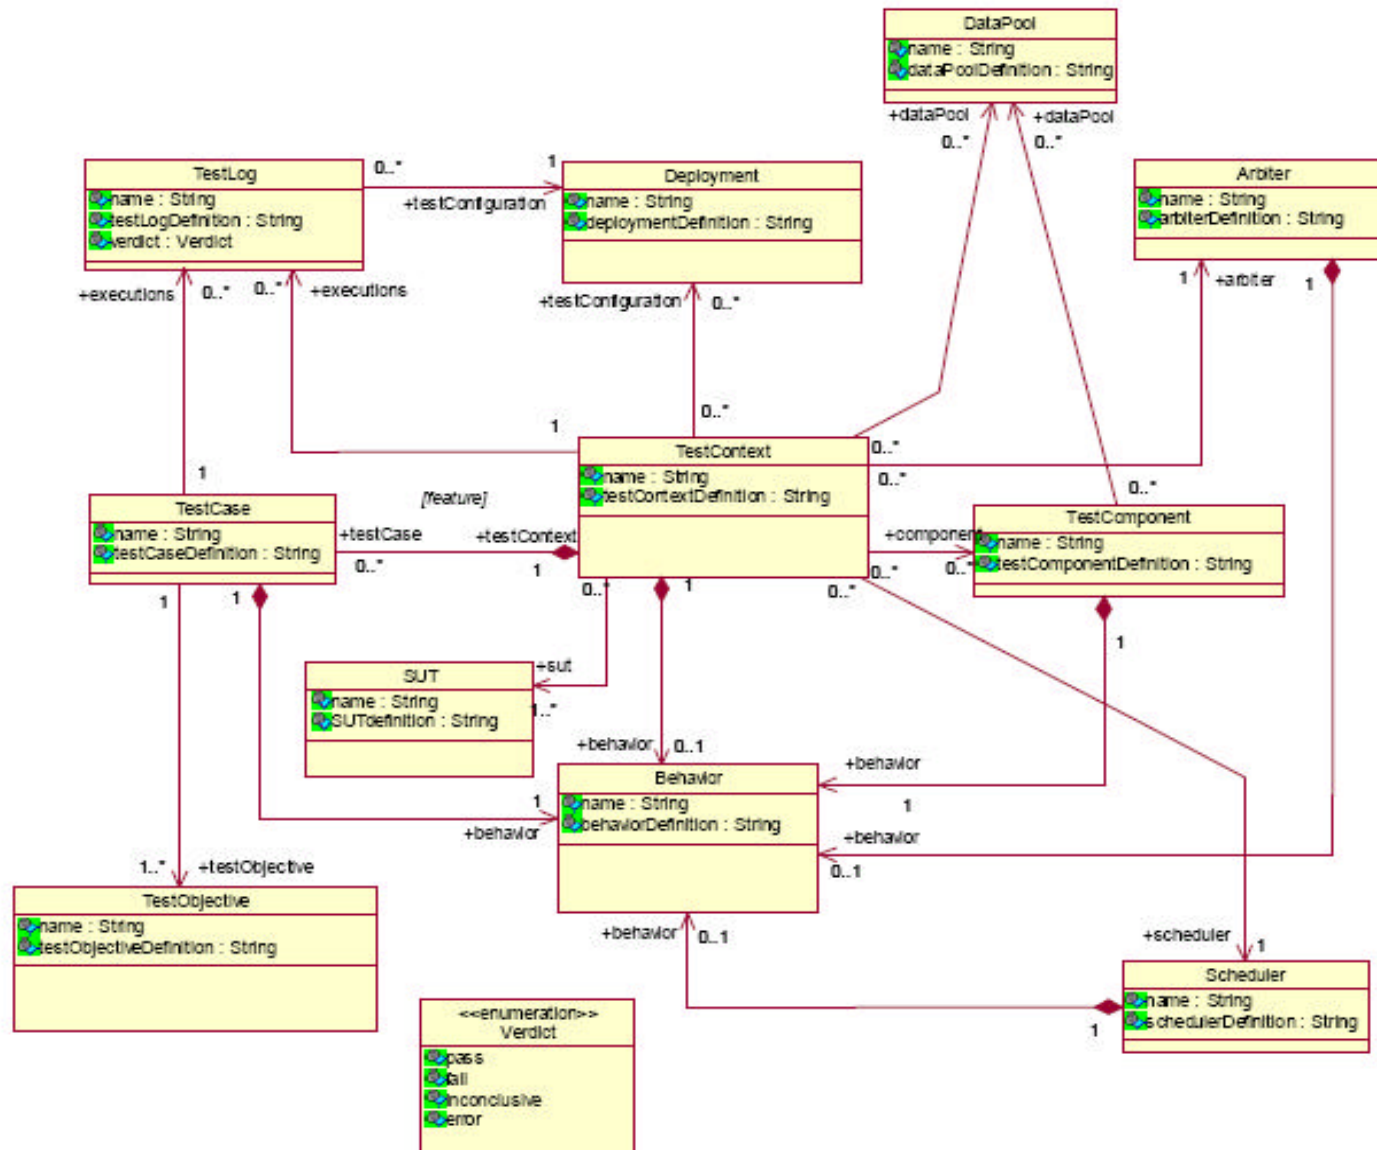 DataPool
name : String
dataPoolDefinition : String
+dataPool
0..*
+dataPool
0..*
TestLog
name : String
testLogDefinition : String
verdict : Verdict
0..*
1
+testConfiguration
Deployment
name : String
deploymentDefinition : String
Arbiter
name : String
arbiterDefinition : String
+executions
0..*
0..*
+executions
+testConfiguration
0..*
1
+arbiter
1
0..*
1
1
TestContext
name : String
testContextDefinition : String
0..*
0..*
0..*
[feature]
TestCase
name : String
testCaseDefinition : String
+testCase
0..*
+testContext
1
+component
0..*
0..*
TestComponent
name : String
testComponentDefinition : String
1
1
0..*
1
0..*
1
SUT
name : String
SUTdefinition : String
+sut
1..*
+behavior
0..1
Behavior
name : String
behaviorDefinition : String
+behavior
1
1
+behavior
+behavior
0..1
1..*
+testObjective
TestObjective
name : String
testObjectiveDefinition : String
+behavior
0..1
+scheduler
1
Scheduler
name : String
schedulerDefinition : String
1
<<enumeration>>
Verdict
pass
fail
inconclusive
error